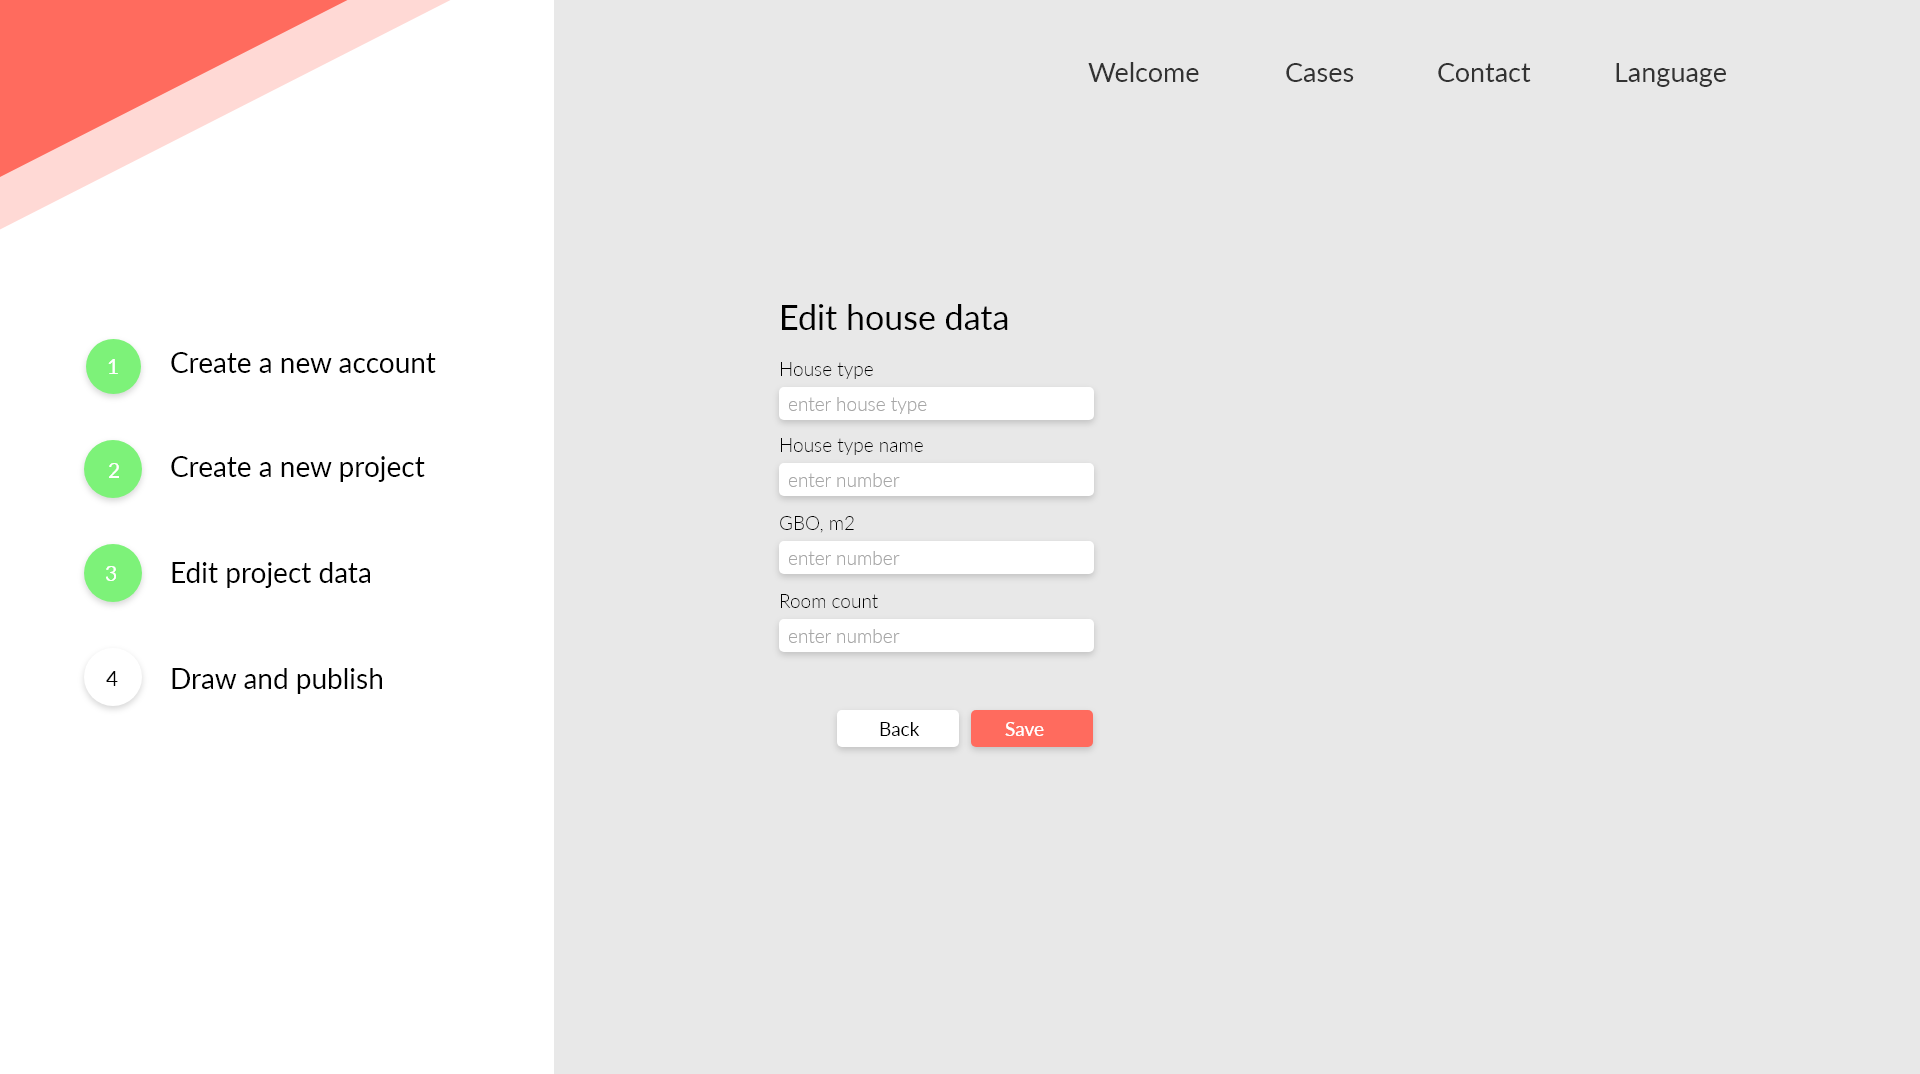 Welcome Cases Contact Language
1 Create a new account
2 Create a new project
3 Edit project data
4 Draw and publish
Edit house data
House type
enter house type
House type name
enter number
GBO, m2
enter number
Room count
enter number
Back Save